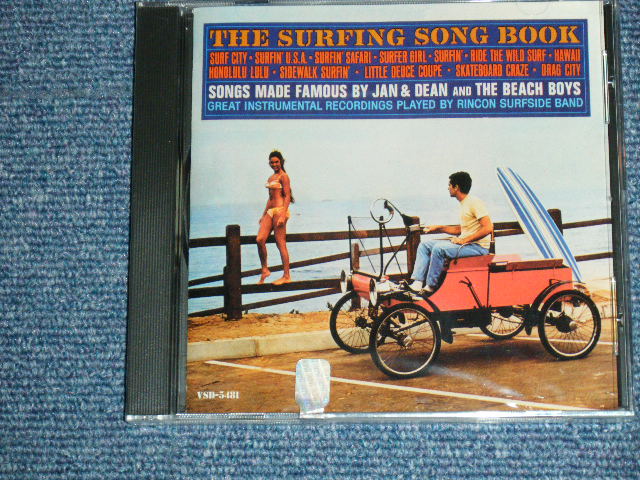 THE SURFING SONG BOOK
SURF CITY • SURFIN' U.S.A. • SURFIN' SAFARI • SURFER GIRL • SURFIN' • RIDE THE WILD SURF • HAWAII
HONOLULU LULU • SIDEWALK SURFIN' • LITTLE DEUCE COUPE • SKATEBOARD CRAZE • DRAG CITY
SONGS MADE FAMOUS BY JAN & DEAN AND THE BEACH BOYS
GREAT INSTRUMENTAL RECORDINGS PLAYED BY RINCON SURFSIDE BAND
VSD-5481